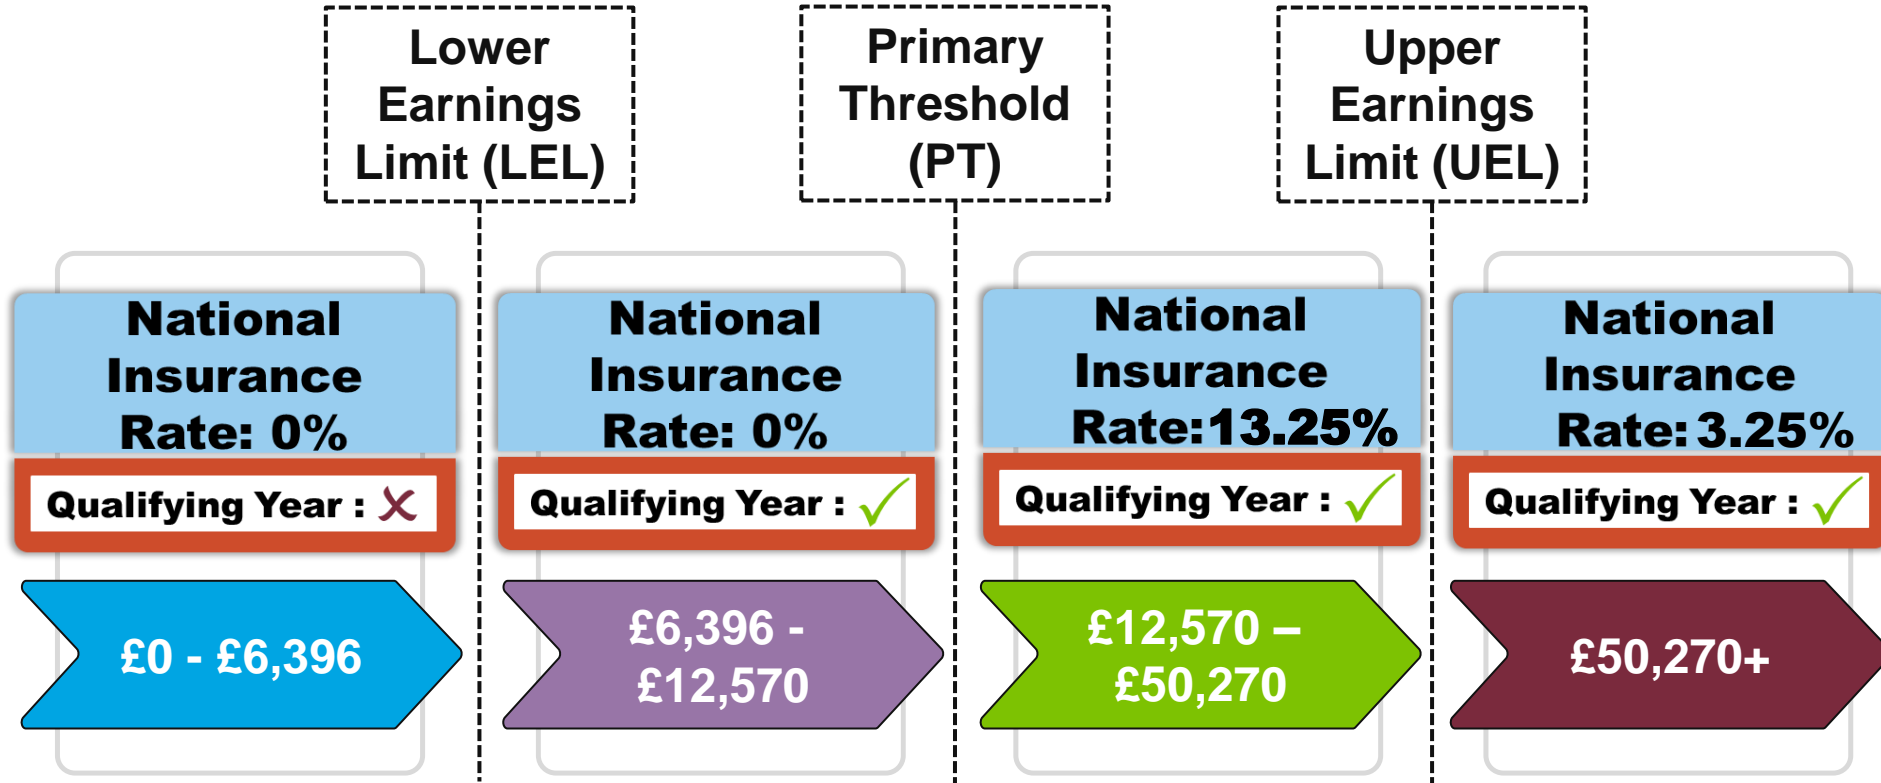 Lower
Earnings
Limit (LEL)
Primary
Threshold
(PT)
Upper
Earnings
Limit (UEL)
National
Insurance
Rate: 0%
Qualifying Year :
£0 - £6,396
National
Insurance
Rate: 0%
Qualifying Year :
£6,396 -
£12,570
National
Insurance
Rate: 13.25%
Qualifying Year :
£12,570 –
£50,270
National
Insurance
Rate: 3.25%
Qualifying Year :
£50,270+